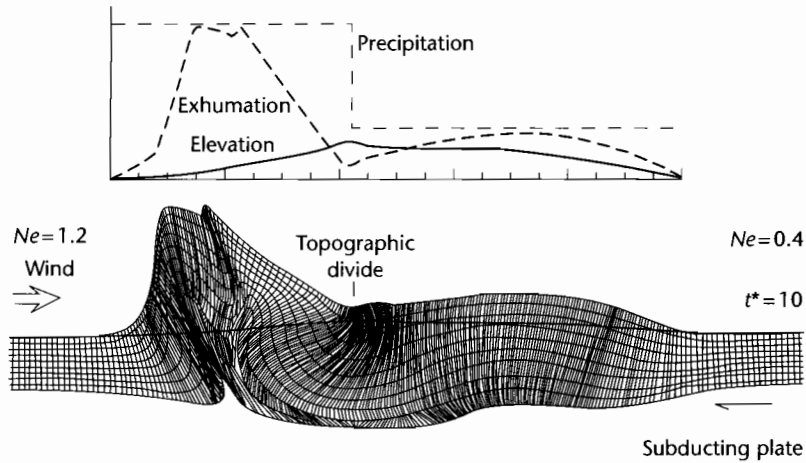 Precipitation
Exhumation
Elevation
Ne=1.2
Wind
Topographic
divide
Ne=0.4
t*=10
Subducting plate